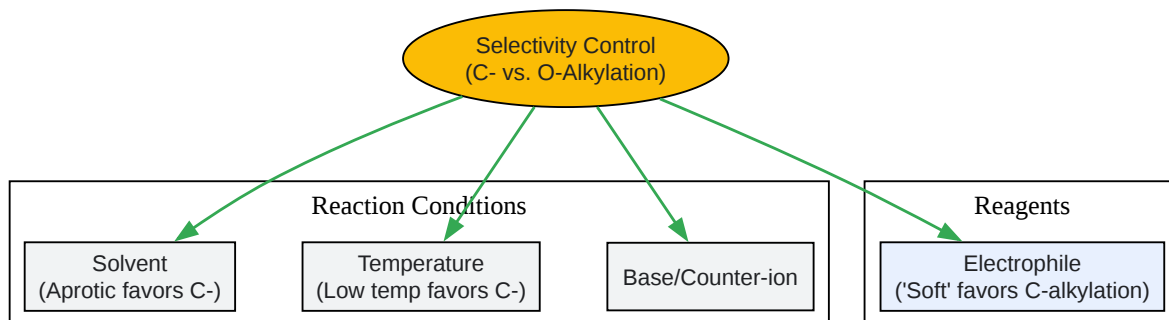 Selectivity Control
(C- vs. O-Alkylation)
Reaction Conditions
Reagents
Solvent
(Aprotic favors C-)
Temperature
(Low temp favors C-)
Base/Counter-ion
Electrophile
('Soft' favors C-alkylation)